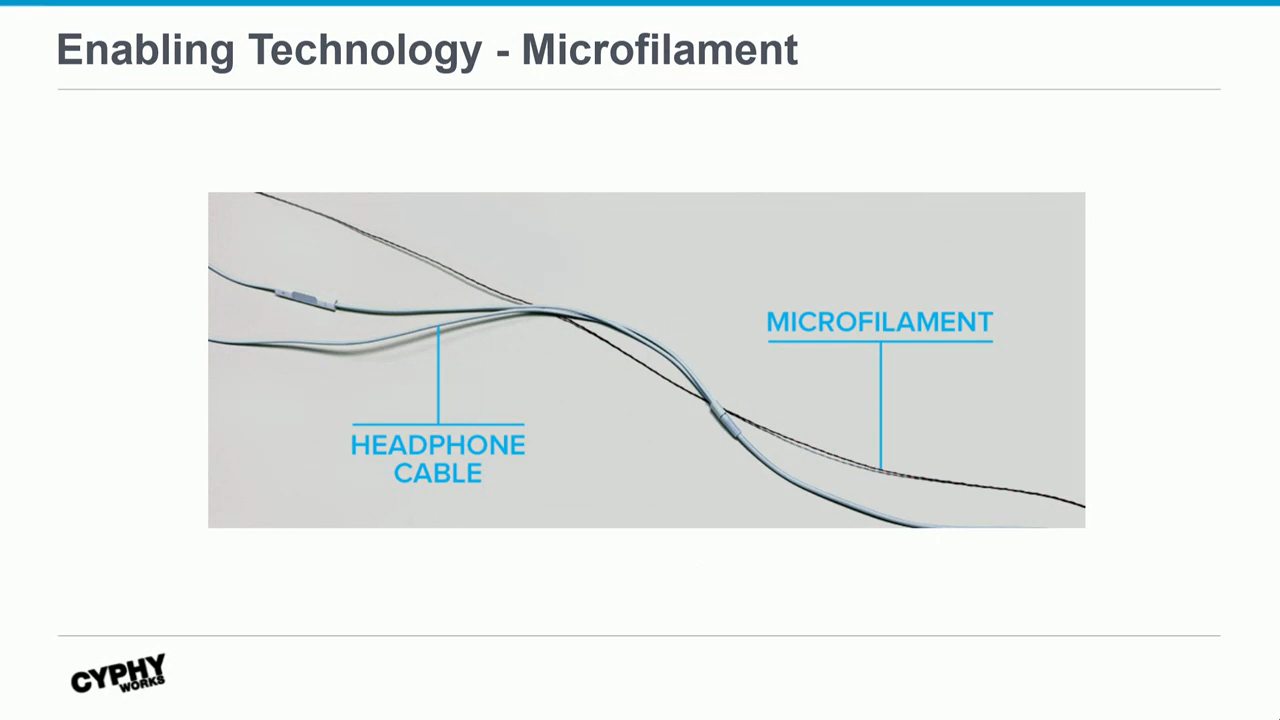 Enabling Technology - Microfilament
MICROFILAMENT
HEADPHONE
CABLE
CYPHY
WORKS